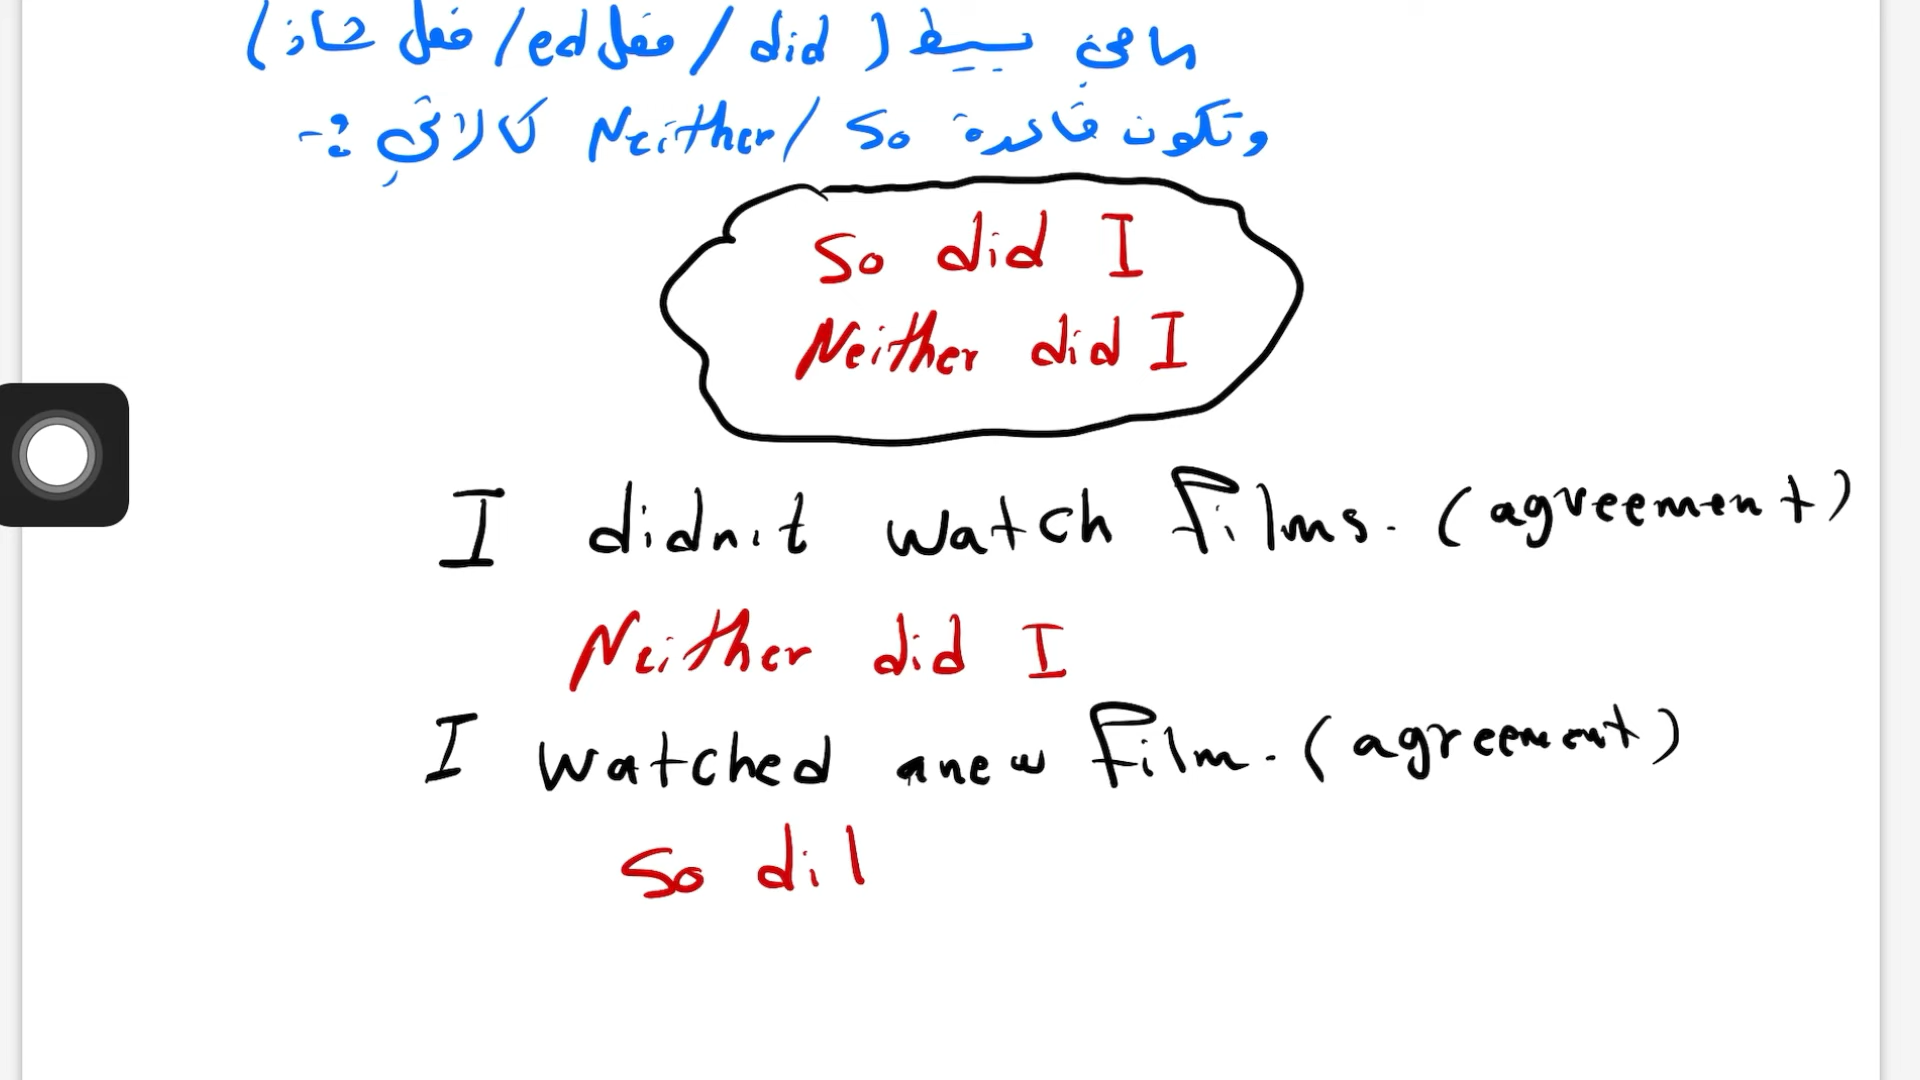 ماضي بسيط ( did / فعل ed / فعل شاذ )
وتكون قاعدة So / Neither كالاتي :-
So did I
Neither did I
I didn't watch films. (agreement)
Neither did I
I watched a new film. (agreement)
So dil